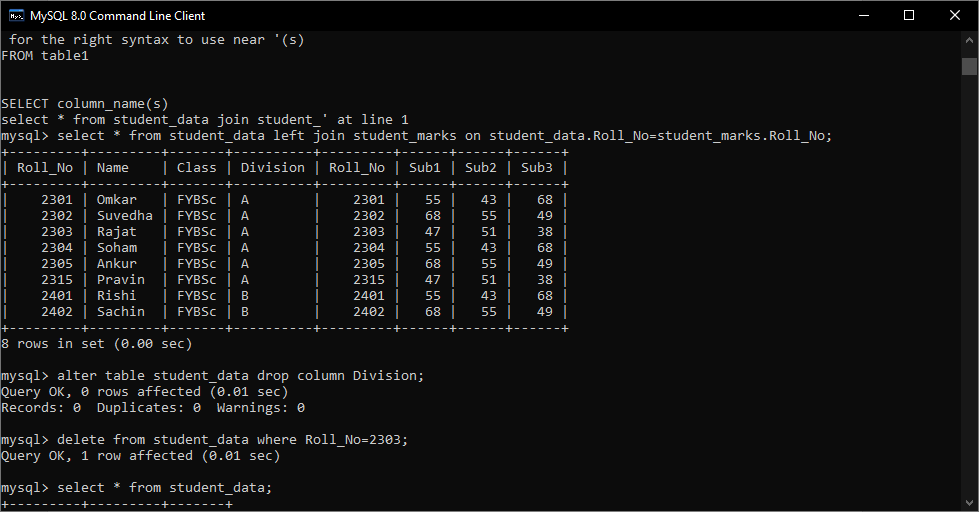 MySQL 8.0 Command Line Client
 for the right syntax to use near '(s)
FROM table1
SELECT column_name(s)
select * from student_data join student_' at line 1
mysql> select * from student_data left join student_marks on student_data.Roll_No=student_marks.Roll_No;
+---------+---------+-------+----------+---------+------+------+------+
| Roll_No | Name    | Class | Division | Roll_No | Sub1 | Sub2 | Sub3 |
+---------+---------+-------+----------+---------+------+------+------+
|    2301 | Omkar   | FYBSc | A        |    2301 |   55 |   43 |   68 |
|    2302 | Suvedha | FYBSc | A        |    2302 |   68 |   55 |   49 |
|    2303 | Rajat   | FYBSc | A        |    2303 |   47 |   51 |   38 |
|    2304 | Soham   | FYBSc | A        |    2304 |   55 |   43 |   68 |
|    2305 | Ankur   | FYBSc | A        |    2305 |   68 |   55 |   49 |
|    2315 | Pravin  | FYBSc | A        |    2315 |   47 |   51 |   38 |
|    2401 | Rishi   | FYBSc | B        |    2401 |   55 |   43 |   68 |
|    2402 | Sachin  | FYBSc | B        |    2402 |   68 |   55 |   49 |
+---------+---------+-------+----------+---------+------+------+------+
8 rows in set (0.00 sec)
mysql> alter table student_data drop column Division;
Query OK, 0 rows affected (0.01 sec)
Records: 0  Duplicates: 0  Warnings: 0
mysql> delete from student_data where Roll_No=2303;
Query OK, 1 row affected (0.01 sec)
mysql> select * from student_data;
+---------+---------+-------+